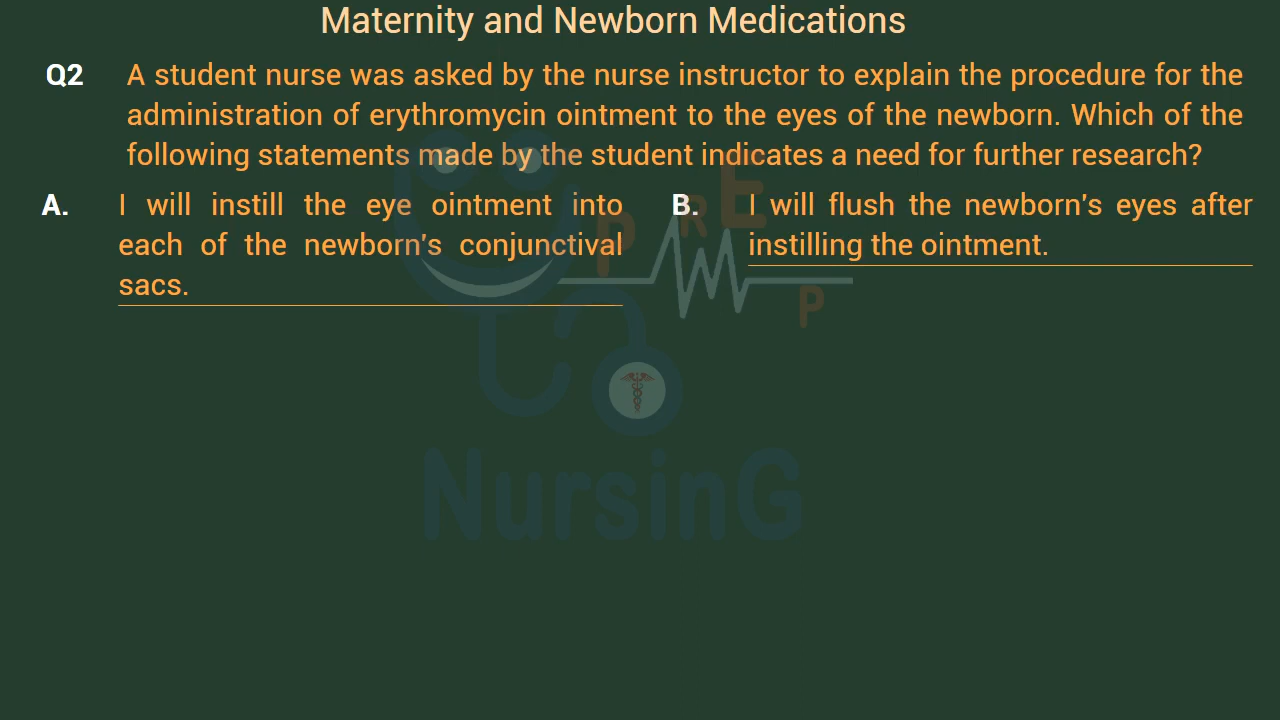 Maternity and Newborn Medications
Q2 A student nurse was asked by the nurse instructor to explain the procedure for the
administration of erythromycin ointment to the eyes of the newborn. Which of the
following statements made by the student indicates a need for further research?
A. I will instill the eye ointment into
each of the newborn's conjunctival
sacs.
B. I will flush the newborn's eyes after
instilling the ointment.
PREP
NursinG